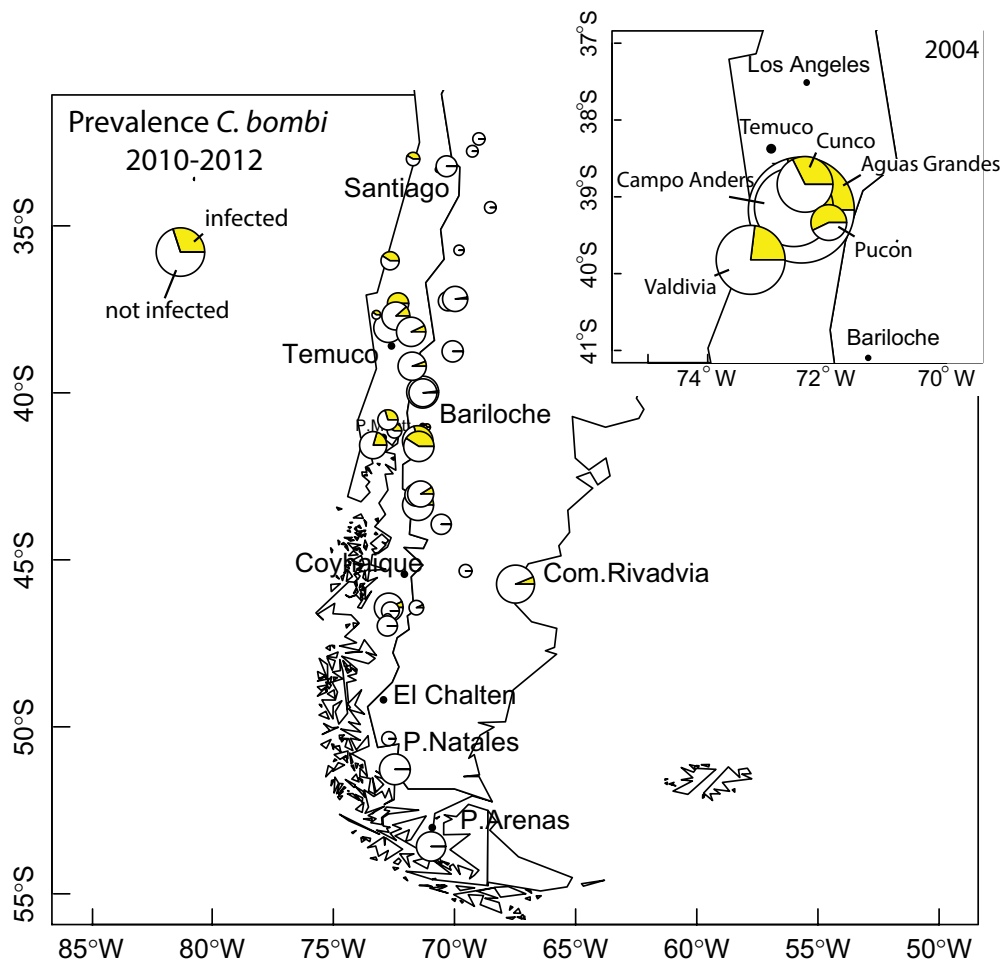 37°S
2004
Los Angeles
38°S
Temuco
Cunco
Aguas Grandes
Campo Anders
39°S
Pucón
40°S
Valdivia
Bariloche
41°S
74°W
72°W
70°W
Prevalence C. bombi
2010-2012
infected
not infected
Santiago
Temuco
Bariloche
Coyhaique
Com.Rivadvia
El Chalten
P.Natales
P.Arenas
35°S
40°S
45°S
50°S
55°S
85°W
80°W
75°W
70°W
65°W
60°W
55°W
50°W